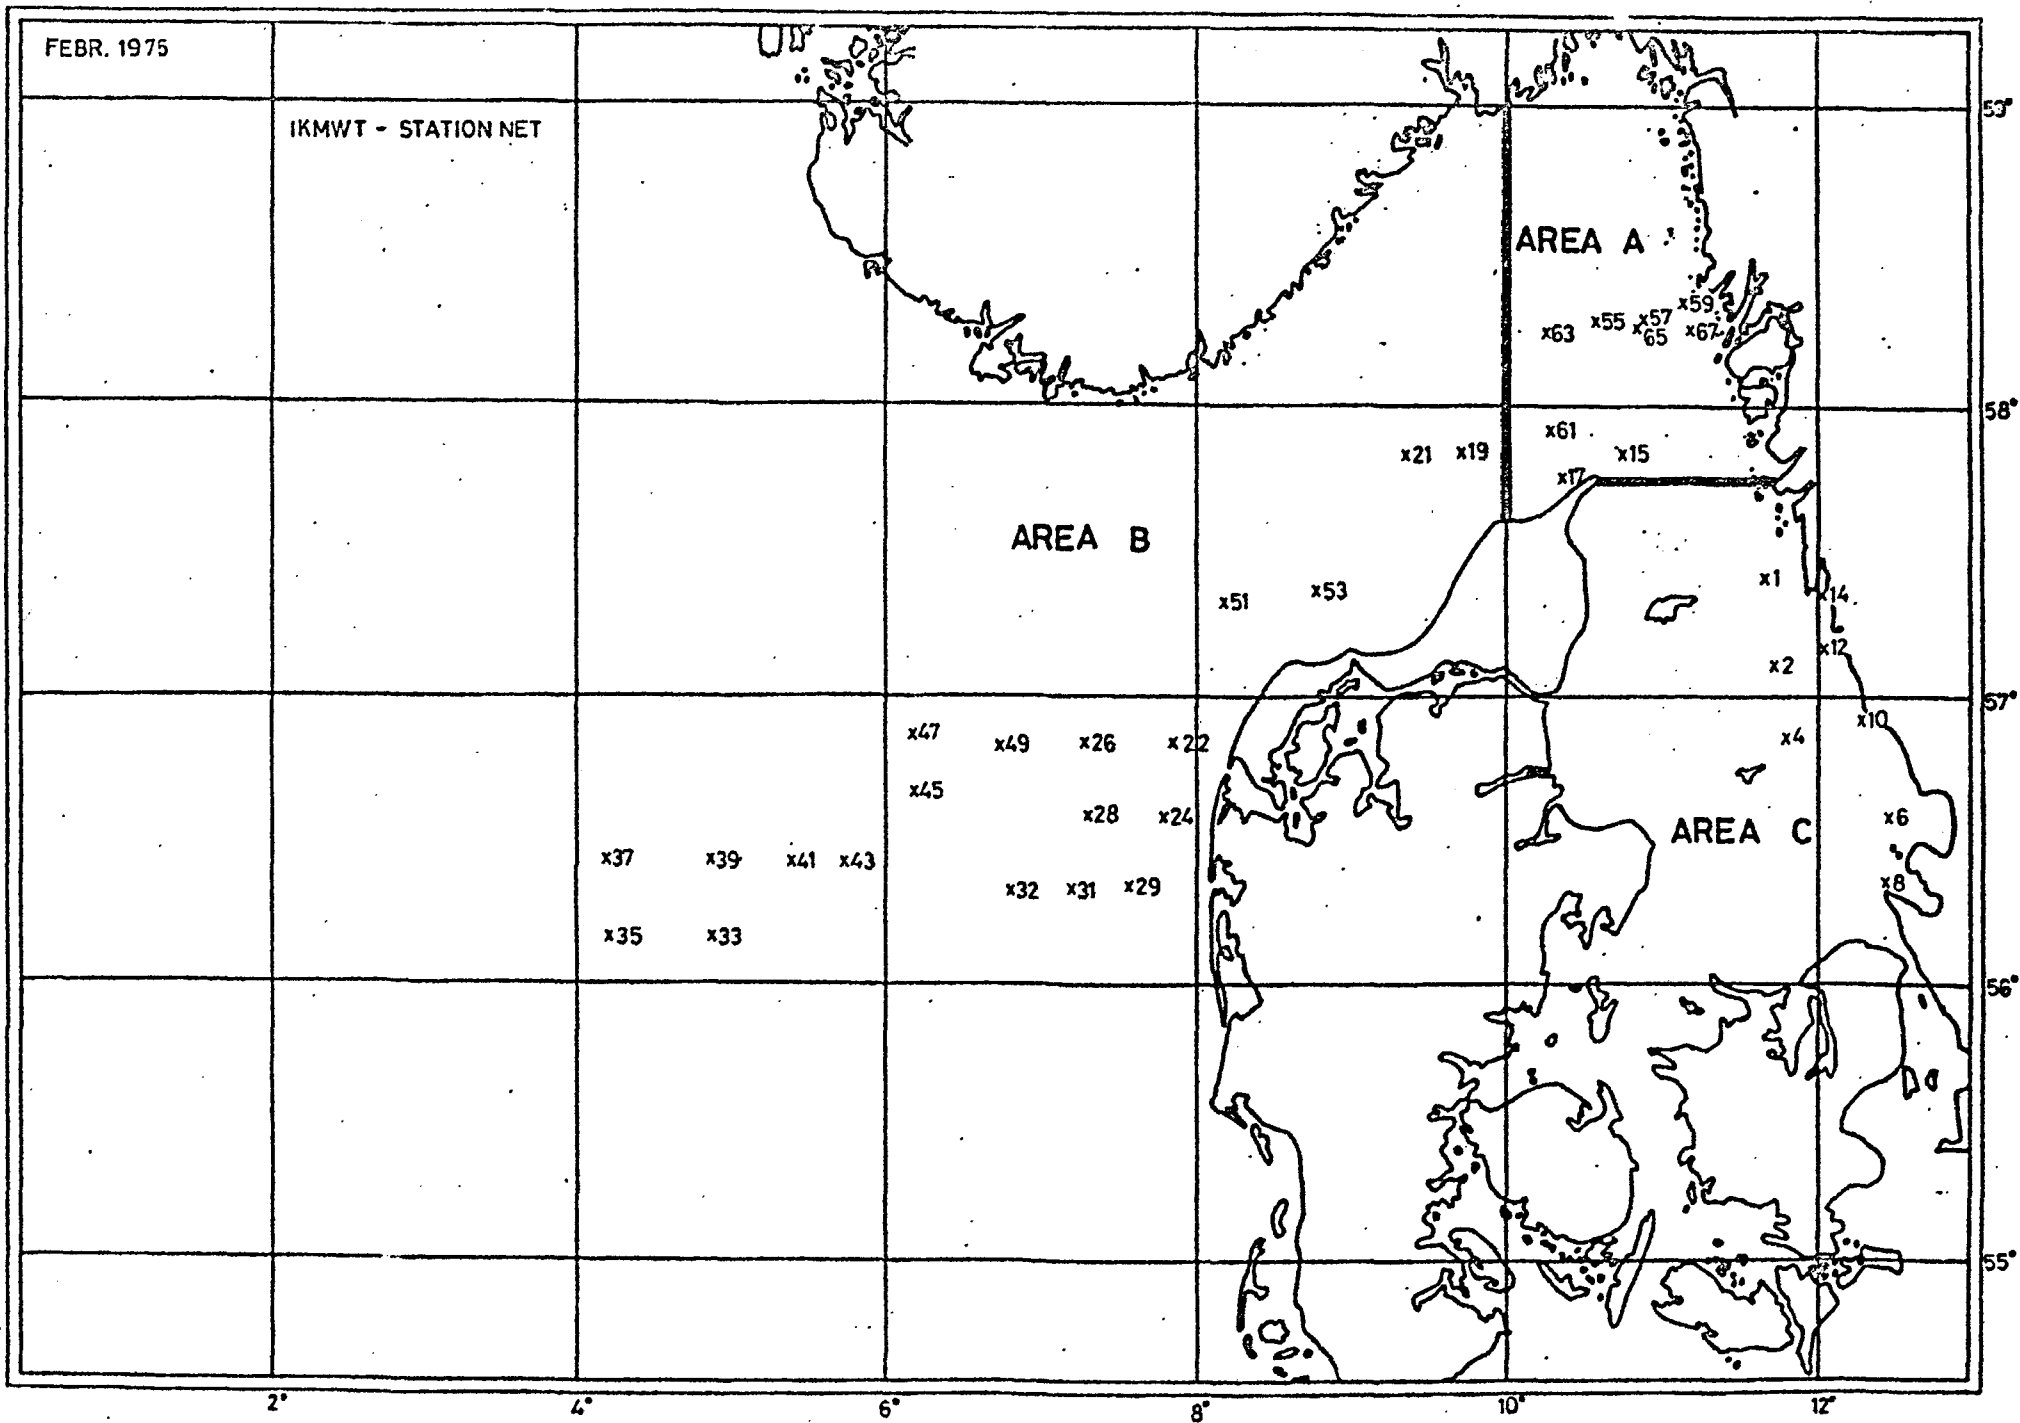 FEBR. 1975
IKMWT - STATION NET
59°
AREA A
x59
x63 x55 x57
x65 x67
58°
x61
x21 x19 x15
x17
AREA B
x1
x51 x53 x14
x12
x2
57°
x47 x49 x26 x22 x10
x4
x45
x28 x24 x6
AREA C
x37 x39 x41 x43
x32 x31 x29 x8
x35 x33
56°
55°
2° 4° 6° 8° 10° 12°